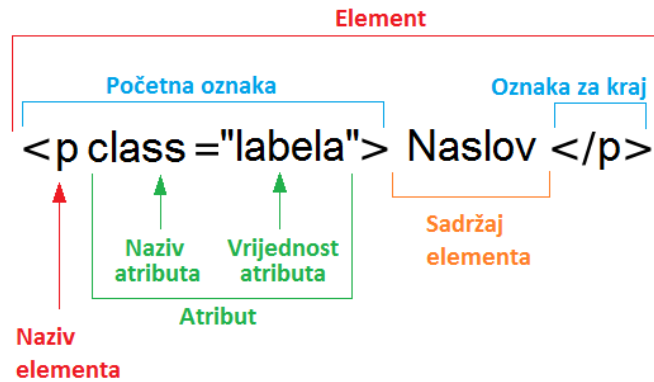 Element
Početna oznaka
Oznaka za kraj
<p class ="labela"> Naslov </p>
Naziv
atributa
Vrijednost
atributa
Sadržaj
elementa
Atribut
Naziv
elementa